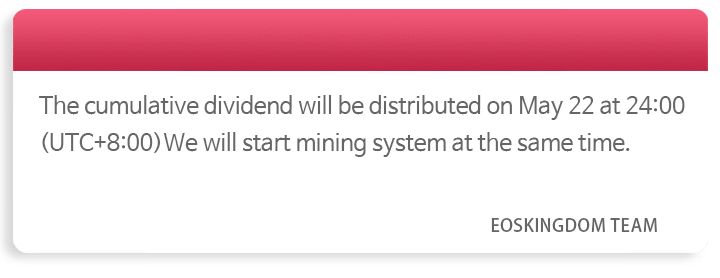 The cumulative dividend will be distributed on May 22 at 24:00
(UTC+8:00)We will start mining system at the same time.
EOSKINGDOM TEAM